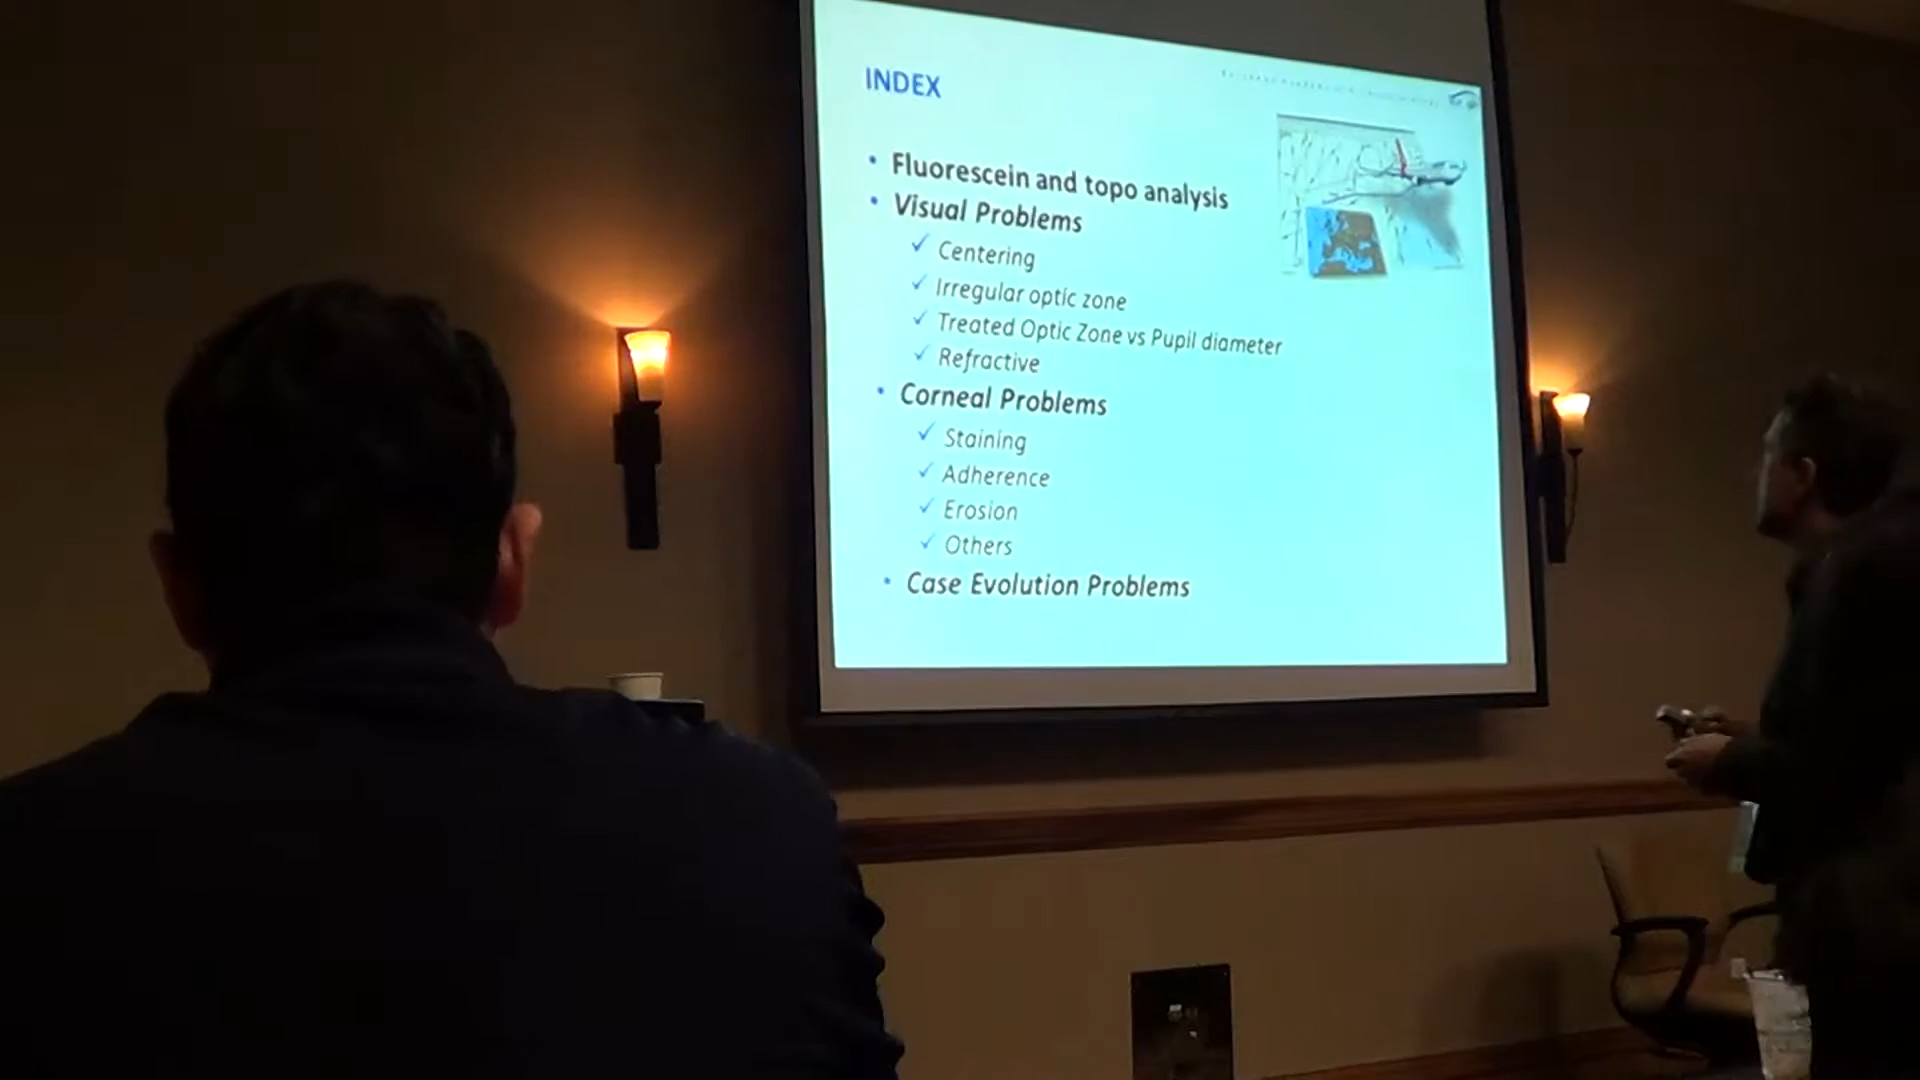 INDEX
• Fluorescein and topo analysis
• Visual Problems
✓ Centering
✓ Irregular optic zone
✓ Treated Optic Zone vs Pupil diameter
✓ Refractive
• Corneal Problems
✓ Staining
✓ Adherence
✓ Erosion
✓ Others
• Case Evolution Problems